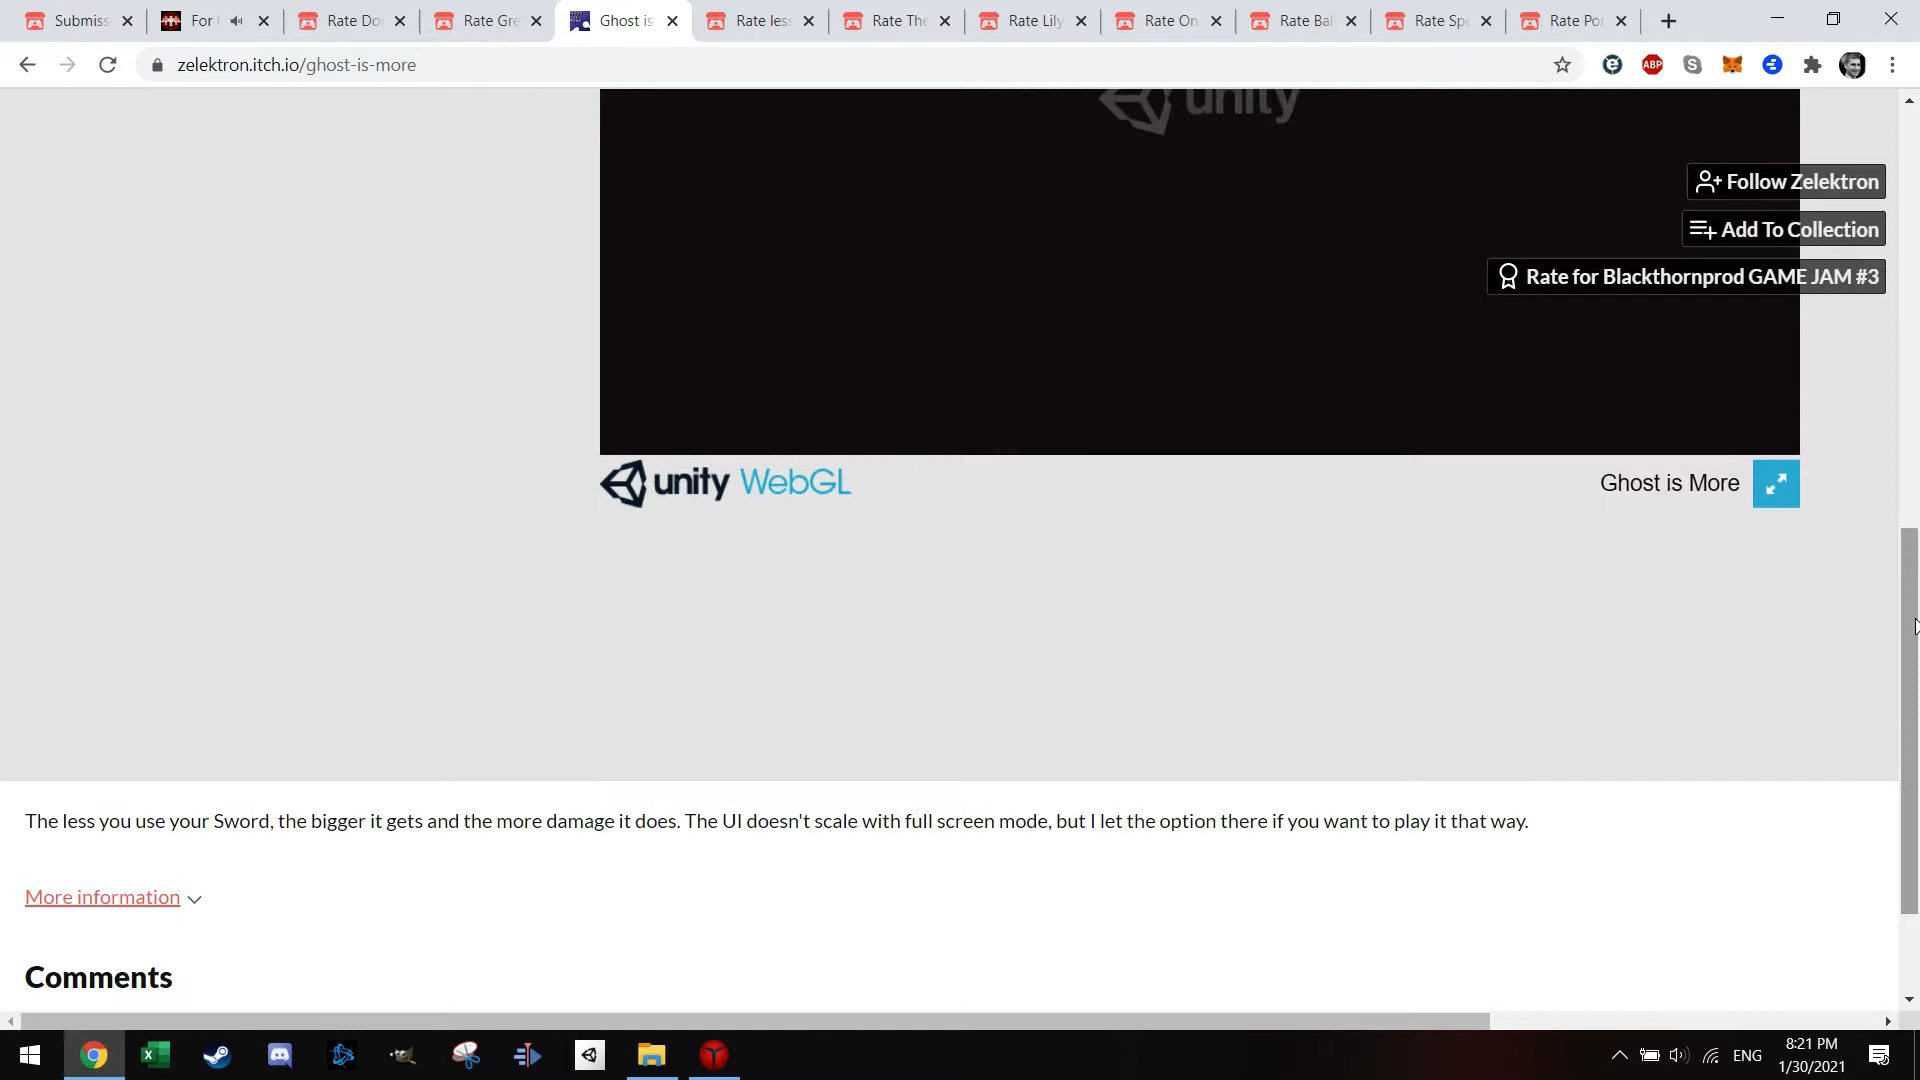 Submiss
For
Rate Do
Rate Gre
Ghost is
Rate less
Rate The
Rate Lily
Rate On
Rate Bal
Rate Spe
Rate Por
zelektron.itch.io/ghost-is-more
ABP
unity
Follow Zelektron
Add To Collection
Rate for Blackthornprod GAME JAM #3
unity WebGL
Ghost is More
The less you use your Sword, the bigger it gets and the more damage it does. The UI doesn't scale with full screen mode, but I let the option there if you want to play it that way.
More information
Comments
ENG
8:21 PM
1/30/2021